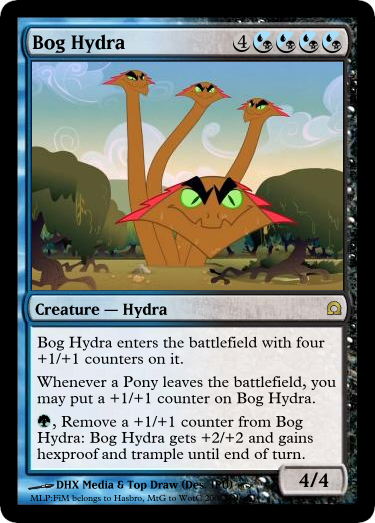 Bog Hydra 4
Creature — Hydra
Bog Hydra enters the battlefield with four
+1/+1 counters on it.
Whenever a Pony leaves the battlefield, you
may put a +1/+1 counter on Bog Hydra.
, Remove a +1/+1 counter from Bog
Hydra: Bog Hydra gets +2/+2 and gains
hexproof and trample until end of turn.
4/4
DHX Media & Top Draw (Des.
MLP:FiM belongs to Hasbro, MtG to WotC